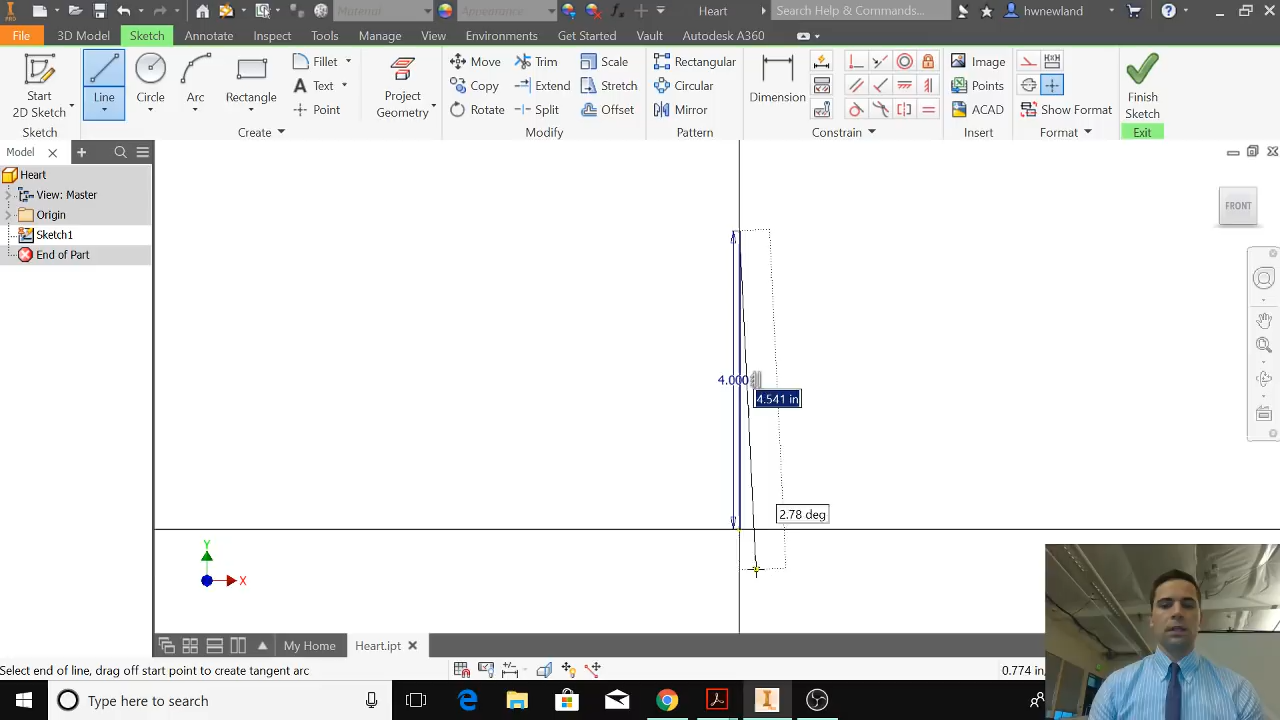 PRO
Material
Appearance
Heart
Search Help & Commands...
hwnewland
File
3D Model
Sketch
Annotate
Inspect
Tools
Manage
View
Environments
Get Started
Vault
Autodesk A360
Start
2D Sketch
Line
Circle
Arc
Rectangle
Fillet
Text
Point
Project
Geometry
Move
Copy
Rotate
Trim
Extend
Split
Scale
Stretch
Offset
Rectangular
Circular
Mirror
Dimension
Image
Points
ACAD
Show Format
Finish
Sketch
Sketch
Create
Modify
Pattern
Constrain
Insert
Format
Exit
Model
Heart
View: Master
Origin
Sketch1
End of Part
FRONT
4.000
4.541 in
2.78 deg
Y
X
My Home
Heart.ipt
Select end of line, drag off start point to create tangent arc
0.774 in,
Type here to search